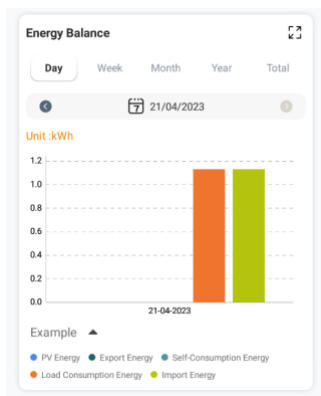 Energy Balance
Day Week Month Year Total
7 21/04/2023
Unit :kWh
1.2
1.0
0.8
0.6
0.4
0.2
0.0
21-04-2023
Example
PV Energy Export Energy Self-Consumption Energy
Load Consumption Energy Import Energy